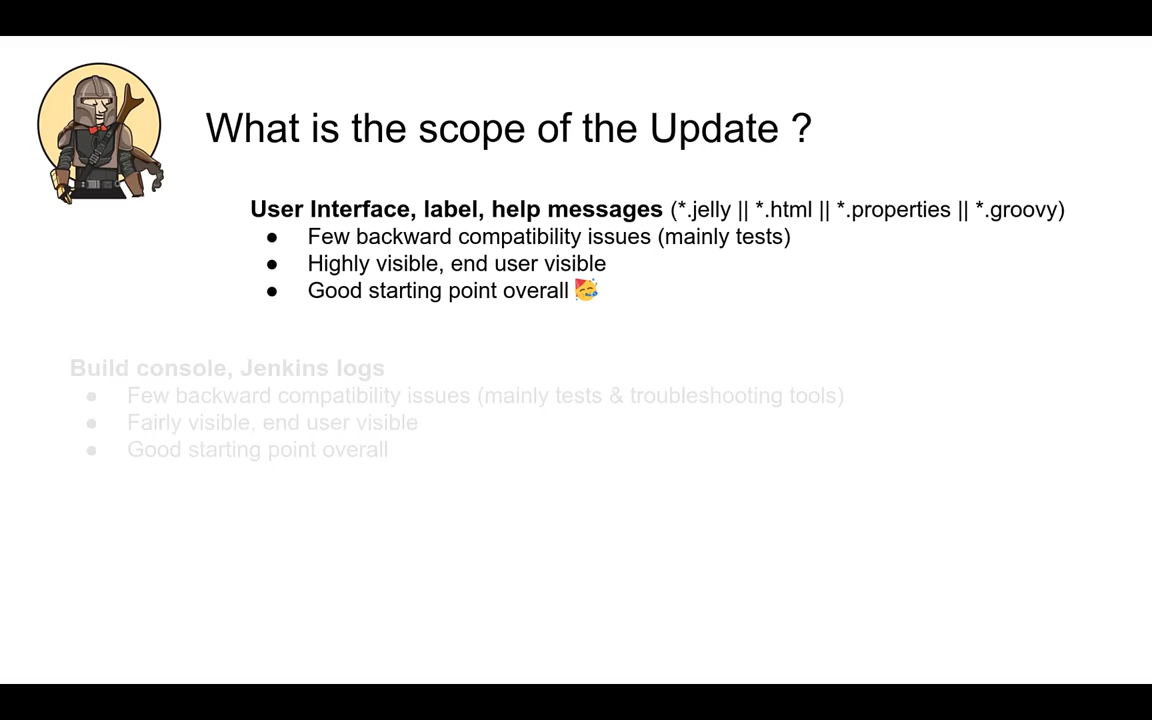 What is the scope of the Update ?
User Interface, label, help messages (*.jelly || *.html || *.properties || *.groovy)
● Few backward compatibility issues (mainly tests)
● Highly visible, end user visible
● Good starting point overall 🥳
Build console, Jenkins logs
● Few backward compatibility issues (mainly tests & troubleshooting tools)
● Fairly visible, end user visible
● Good starting point overall